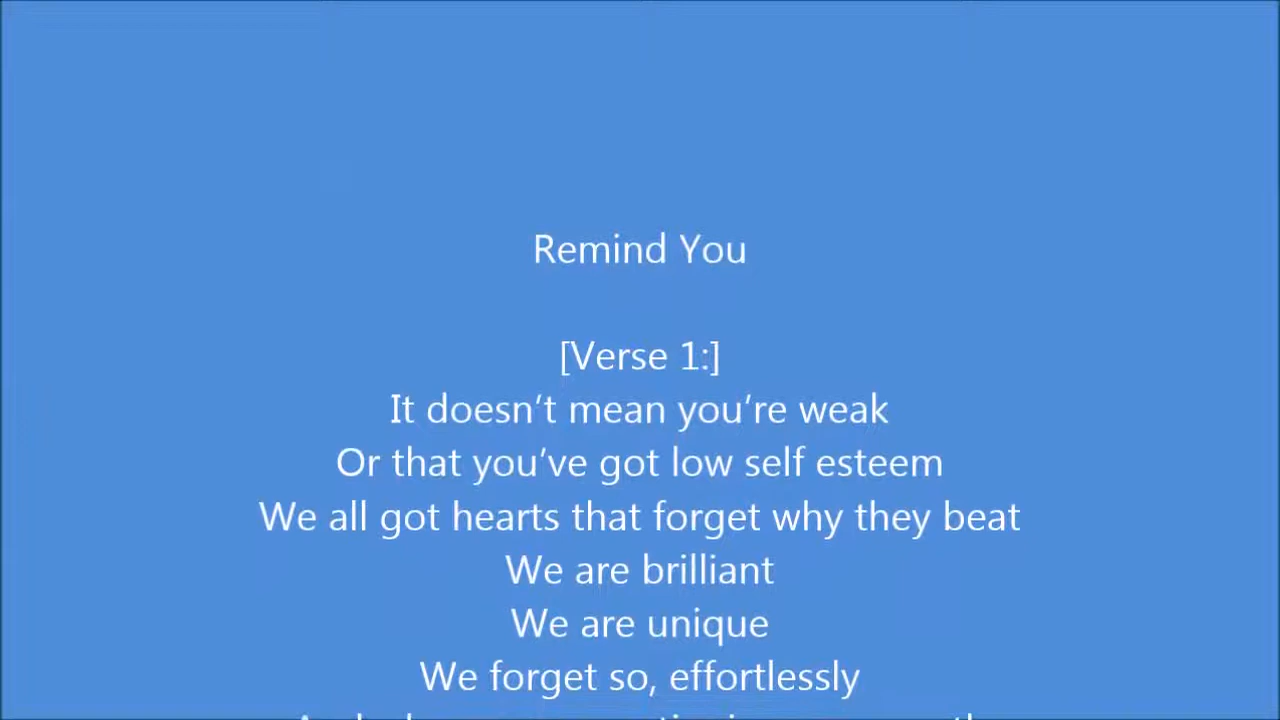 Remind You
[Verse 1:]
It doesn’t mean you’re weak
Or that you’ve got low self esteem
We all got hearts that forget why they beat
We are brilliant
We are unique
We forget so, effortlessly